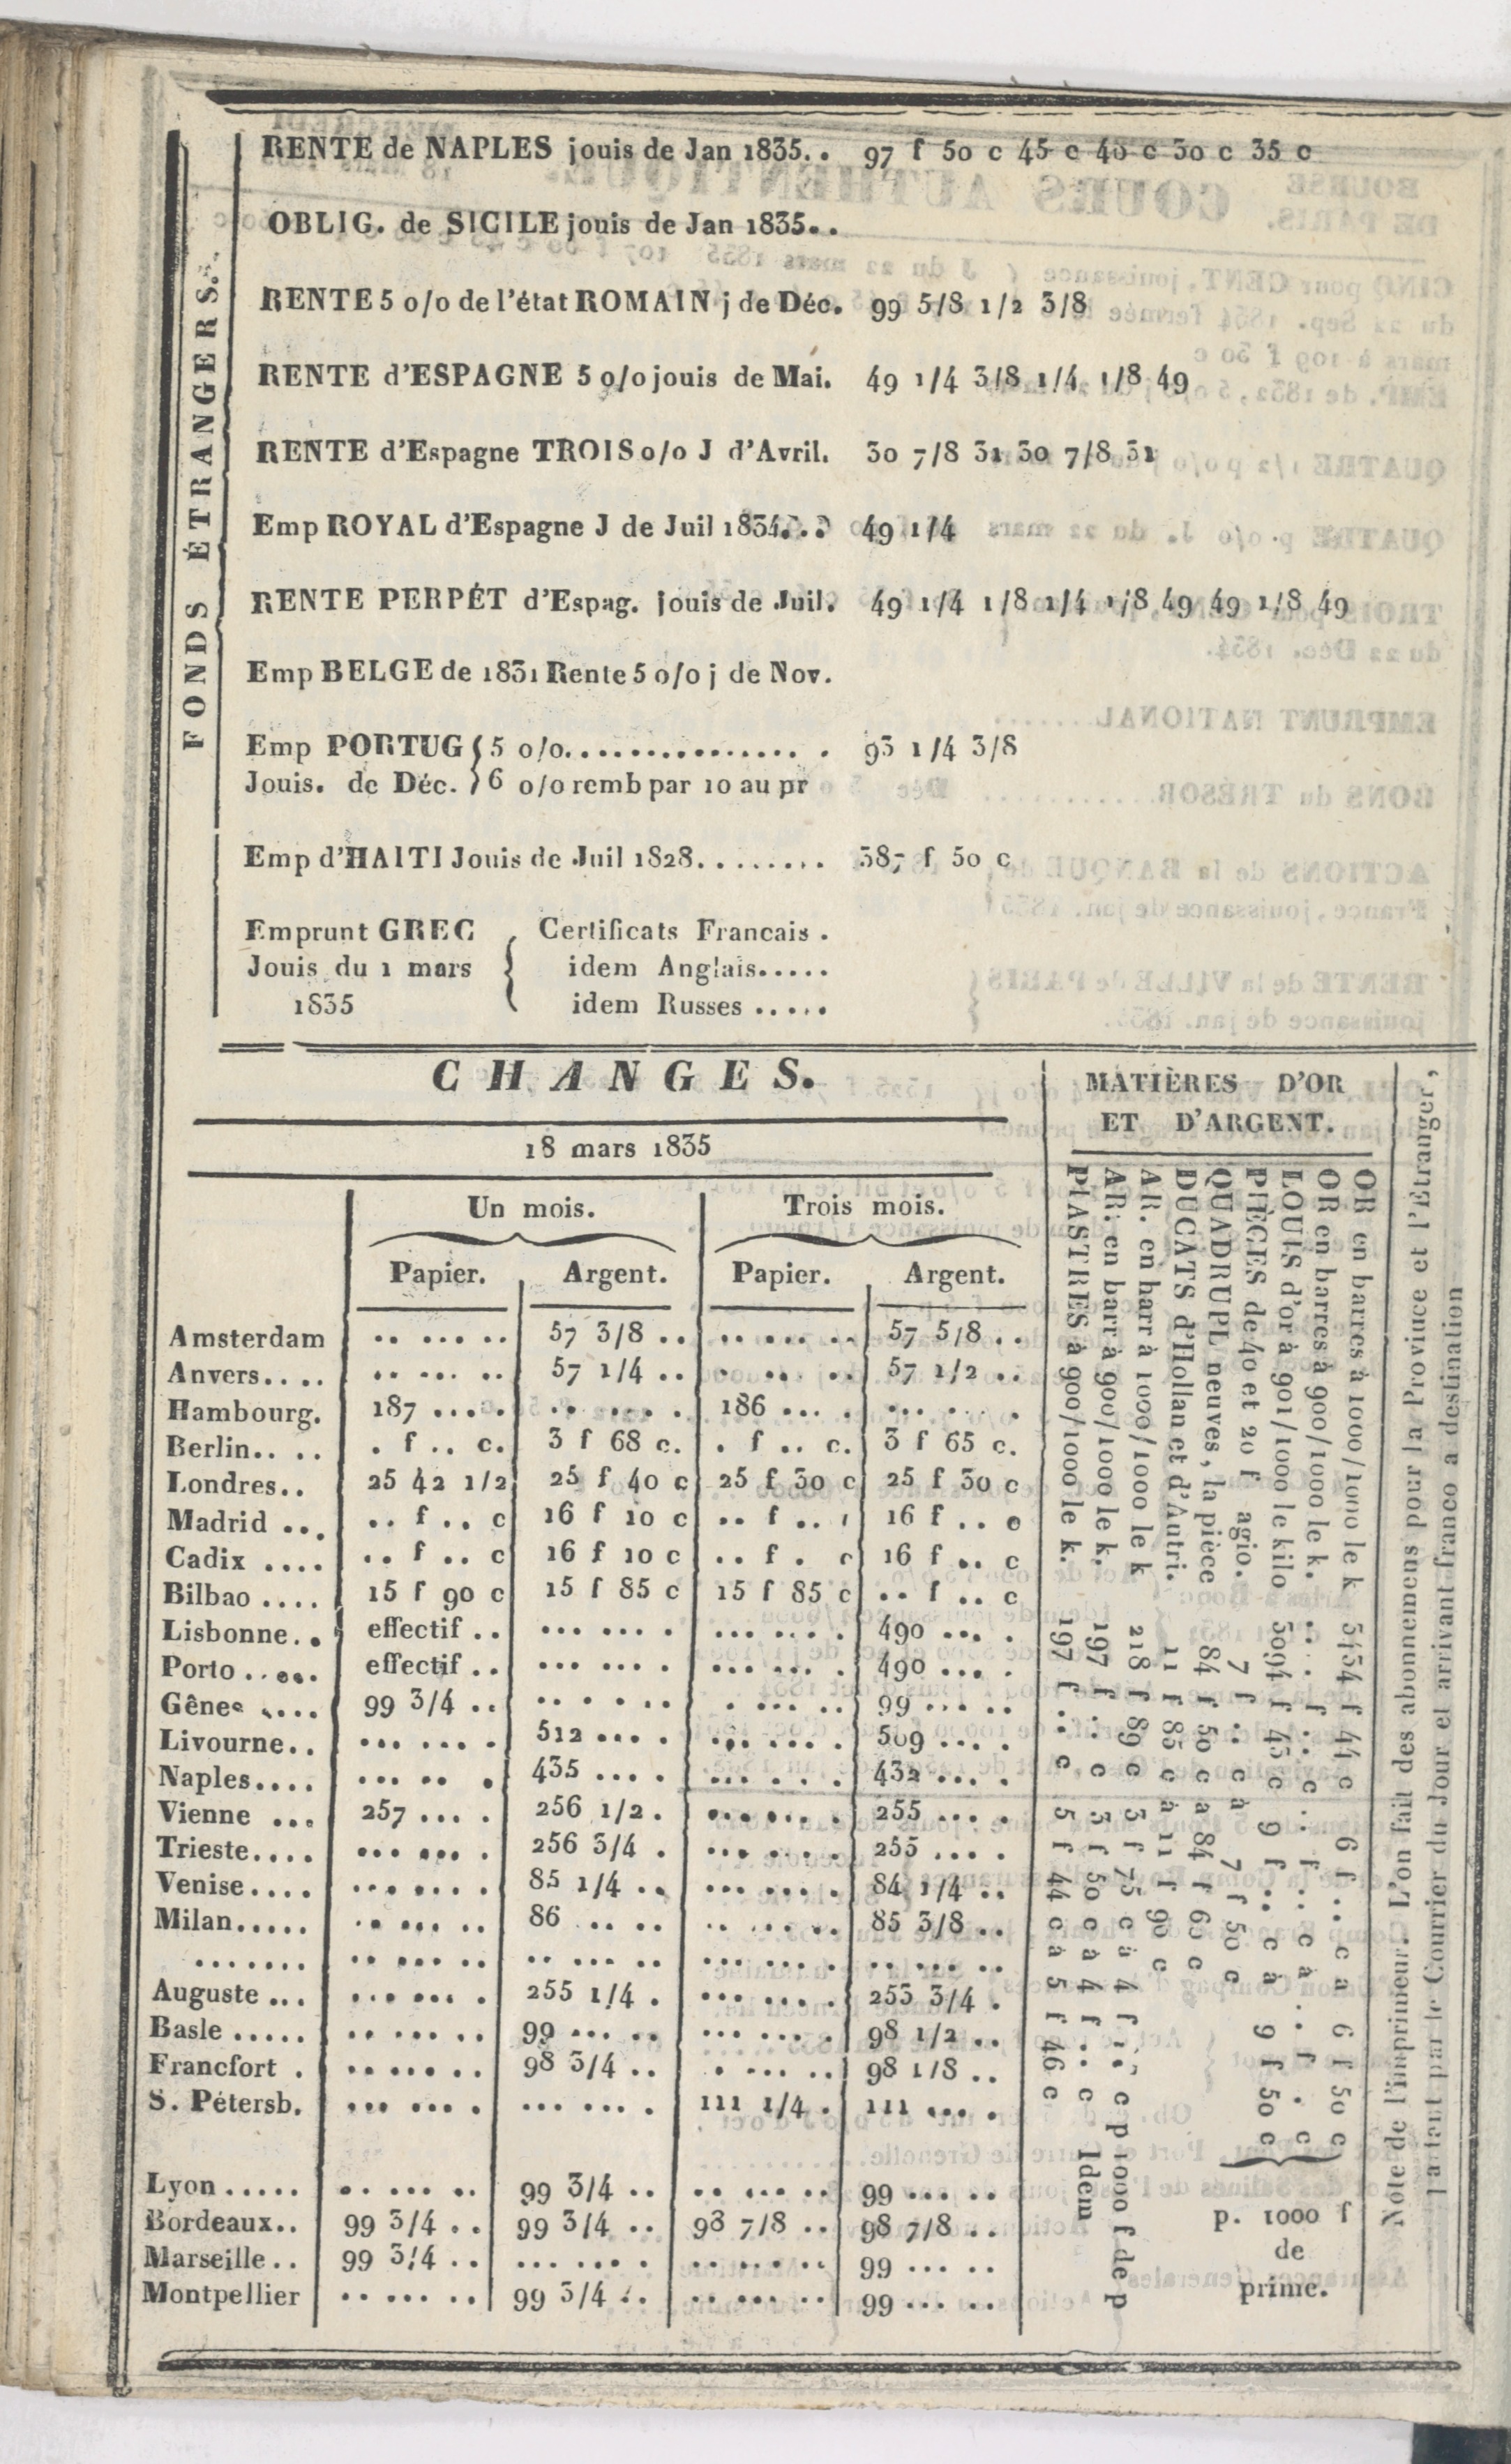 FONDS ÉTRANGERS.
RENTE de NAPLES jouis de Jan 1835.. 97 f 50 c 45 c 40 c 30 c 35 c
OBLIG. de SICILE jouis de Jan 1835..
RENTE 5 o/o de l'état ROMAIN j de Déc. 99 5/8 1/2 3/8
RENTE d'ESPAGNE 5 o/o jouis de Mai. 49 1/4 3/8 1/4 1/8 49
RENTE d'Espagne TROIS o/o J d'Avril. 30 7/8 31 30 7/8 31
Emp ROYAL d'Espagne J de Juil 1834... 49 1/4
RENTE PERPÉT d'Espag. jouis de Juil. 49 1/4 1/8 1/4 1/8 49 49 1/8 49
Emp BELGE de 1831 Rente 5 o/o j de Nov.
Emp PORTUG { 5 o/o................ 93 1/4 3/8
Jouis. de Déc. } 6 o/o remb par 10 au pr
Emp d'HAITI Jouis de Juil 1828........ 387 f 50 c
Emprunt GREC { Certificats Francais .
Jouis du 1 mars idem Anglais.....
1835 idem Russes .....
CHANGES.
18 mars 1835
Un mois. Trois mois.
Papier. Argent. Papier. Argent.
Amsterdam .. ... .. 57 3/8 .. .. ... .. 57 5/8 ..
Anvers.... .. ... .. 57 1/4 .. . ... .. 57 1/2 ..
Hambourg. 187 .... .. ... . 186 ... . ... ... .
Berlin.... . f .. c. 3 f 68 c. . f .. c. 3 f 65 c.
Londres.. 25 42 1/2 25 f 40 c 25 f 30 c 25 f 30 c
Madrid ... .. f .. c 16 f 10 c .. f .. 16 f .. c
Cadix .... .. f .. c 16 f 10 c .. f . c 16 f .. c
Bilbao .... 15 f 90 c 15 f 85 c 15 f 85 c .. f .. c
Lisbonne.. effectif .. ... ... . ... ... . 490 ... .
Porto ..... effectif .. ... ... . ... ... . 490 ... .
Gênes .... 99 3/4 .. .. ... .. . ... .. 99 ... ..
Livourne.. ... ... . 512 ... . ... ... . 509 ... .
Naples.... ... .. . 435 ... . ... ... . 432 ... .
Vienne ... 257 ... . 256 1/2 . ... ... . 255 ... .
Trieste.... ... ... . 256 3/4 . ... ... . 255 ... .
Venise.... ... ... . 85 1/4 .. ... ... . 84 1/4 ..
Milan..... .. ... .. 86 .. .. .. ... .. 85 3/8 ..
....... .. ... .. .. ... .. ... ... . .. ... ..
Auguste ... ... ... . 255 1/4 . ... ... . 253 3/4 .
Basle ..... .. ... .. 99 ... .. ... ... . 98 1/2 ..
Francfort . .. ... .. 98 3/4 .. . ... .. 98 1/8 ..
S. Pétersb. ... ... . ... ... . 111 1/4 . 111 ... .
Lyon ..... .. ... .. 99 3/4 .. .. ... .. 99 ... ..
Bordeaux.. 99 3/4 .. 99 3/4 .. 98 7/8 .. 98 7/8 ..
Marseille .. 99 3/4 .. ... ... . .. ... .. 99 ... ..
Montpellier .. ... .. 99 3/4 .. .. ... .. 99 ... ..
MATIÈRES D'OR
ET D'ARGENT.
OR en barres à 1000/1000 le k 3434 f 44 c 6 f .. c a 6 f 50 c
OR en barres à 900/1000 le k. .. . f .. c .. f .. c à .. f . c
LOUIS d'or à 901/1000 le kilo 3094 f 43 c 9 f .. c à 9 f 50 c
PIÈCES de 40 et 20 f agio. 7 f .. c à 7 f 50 c
QUADRUPL neuves, la pièce 84 f 50 c a 84 f 60 c
DUCATS d'Hollan et d'Autri. 11 f 85 c à 11 f 90 c
AR. en barr à 1000/1000 le k 218 f 89 c 3 f 75 c à 4 f .. c p 1000 f de p
AR. en barr à 900/1000 le k. 197 f .. c 3 f 50 c à 4 f .. c Idem
PIASTRES à 900/1000 le k. 197 f .. c 5 f 44 c à 5 f 46 c
p. 1000 f
de
prime.
Note de l'imprimeur. L'on fait des abonnemens pour la Province et l'Étranger,
partant par le Courrier du Jour et arrivant franco a destination